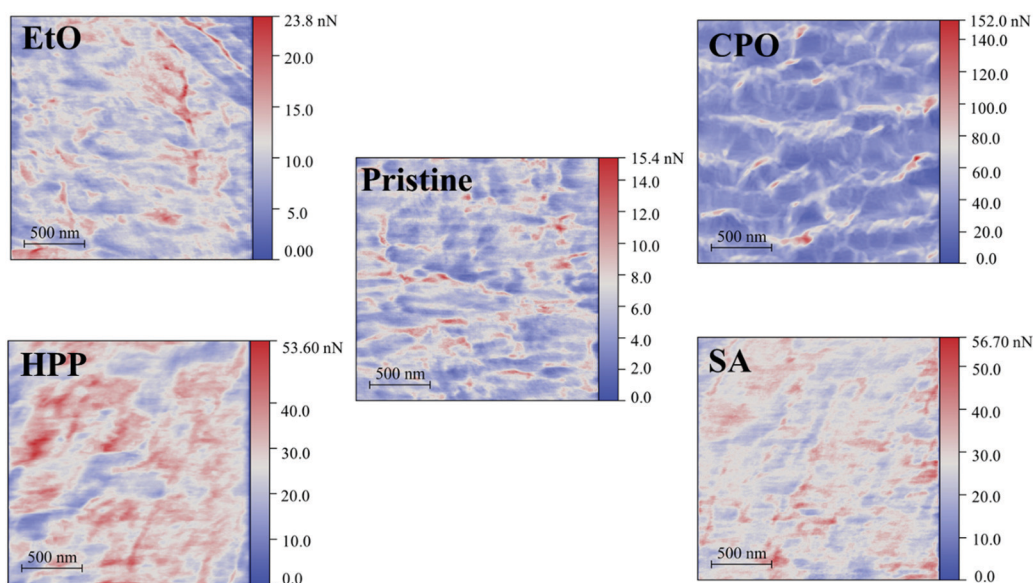 EtO
23.8 nN
20.0
15.0
10.0
5.0
0.00
500 nm
CPO
152.0 nN
140.0
120.0
100.0
80.0
60.0
40.0
20.0
0.0
500 nm
Pristine
15.4 nN
14.0
12.0
10.0
8.0
6.0
4.0
2.0
0.0
500 nm
HPP
53.60 nN
40.0
30.0
20.0
10.0
0.0
500 nm
SA
56.70 nN
50.0
40.0
30.0
20.0
10.0
0.0
500 nm